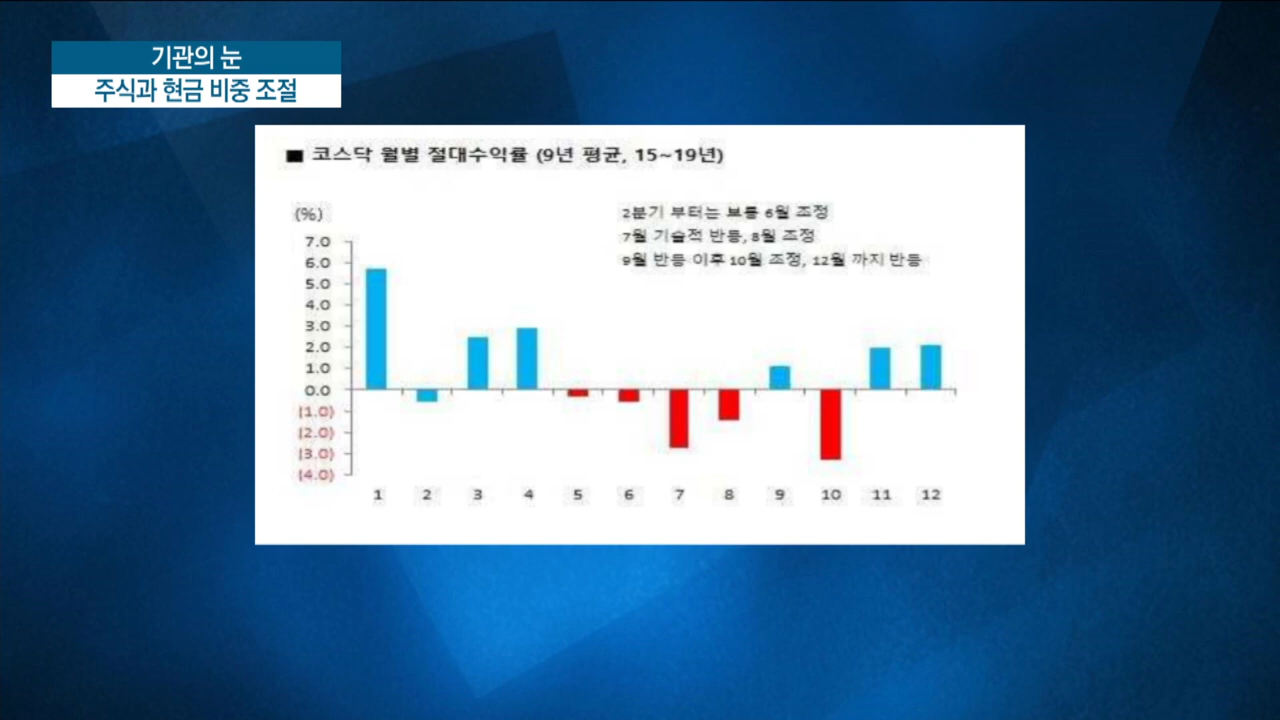 기관의 눈
주식과 현금 비중 조절
■ 코스닥 월별 절대수익률 (9년 평균, 15~19년)
(%)
2분기 부터는 보통 6월 조정
7월 기술적 반등, 8월 조정
9월 반등 이후 10월 조정, 12월 까지 반등
7.0
6.0
5.0
4.0
3.0
2.0
1.0
0.0
(1.0)
(2.0)
(3.0)
(4.0)
1 2 3 4 5 6 7 8 9 10 11 12